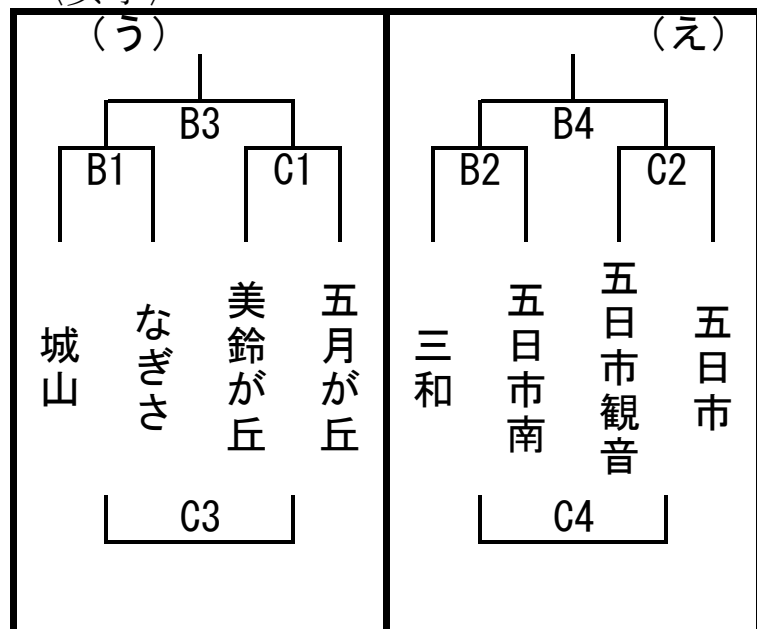 (う)
B3
B1
C1
城山
なぎさ
美鈴が丘
五月が丘
C3
(え)
B4
B2
C2
三和
五日市南
五日市観音
五日市
C4